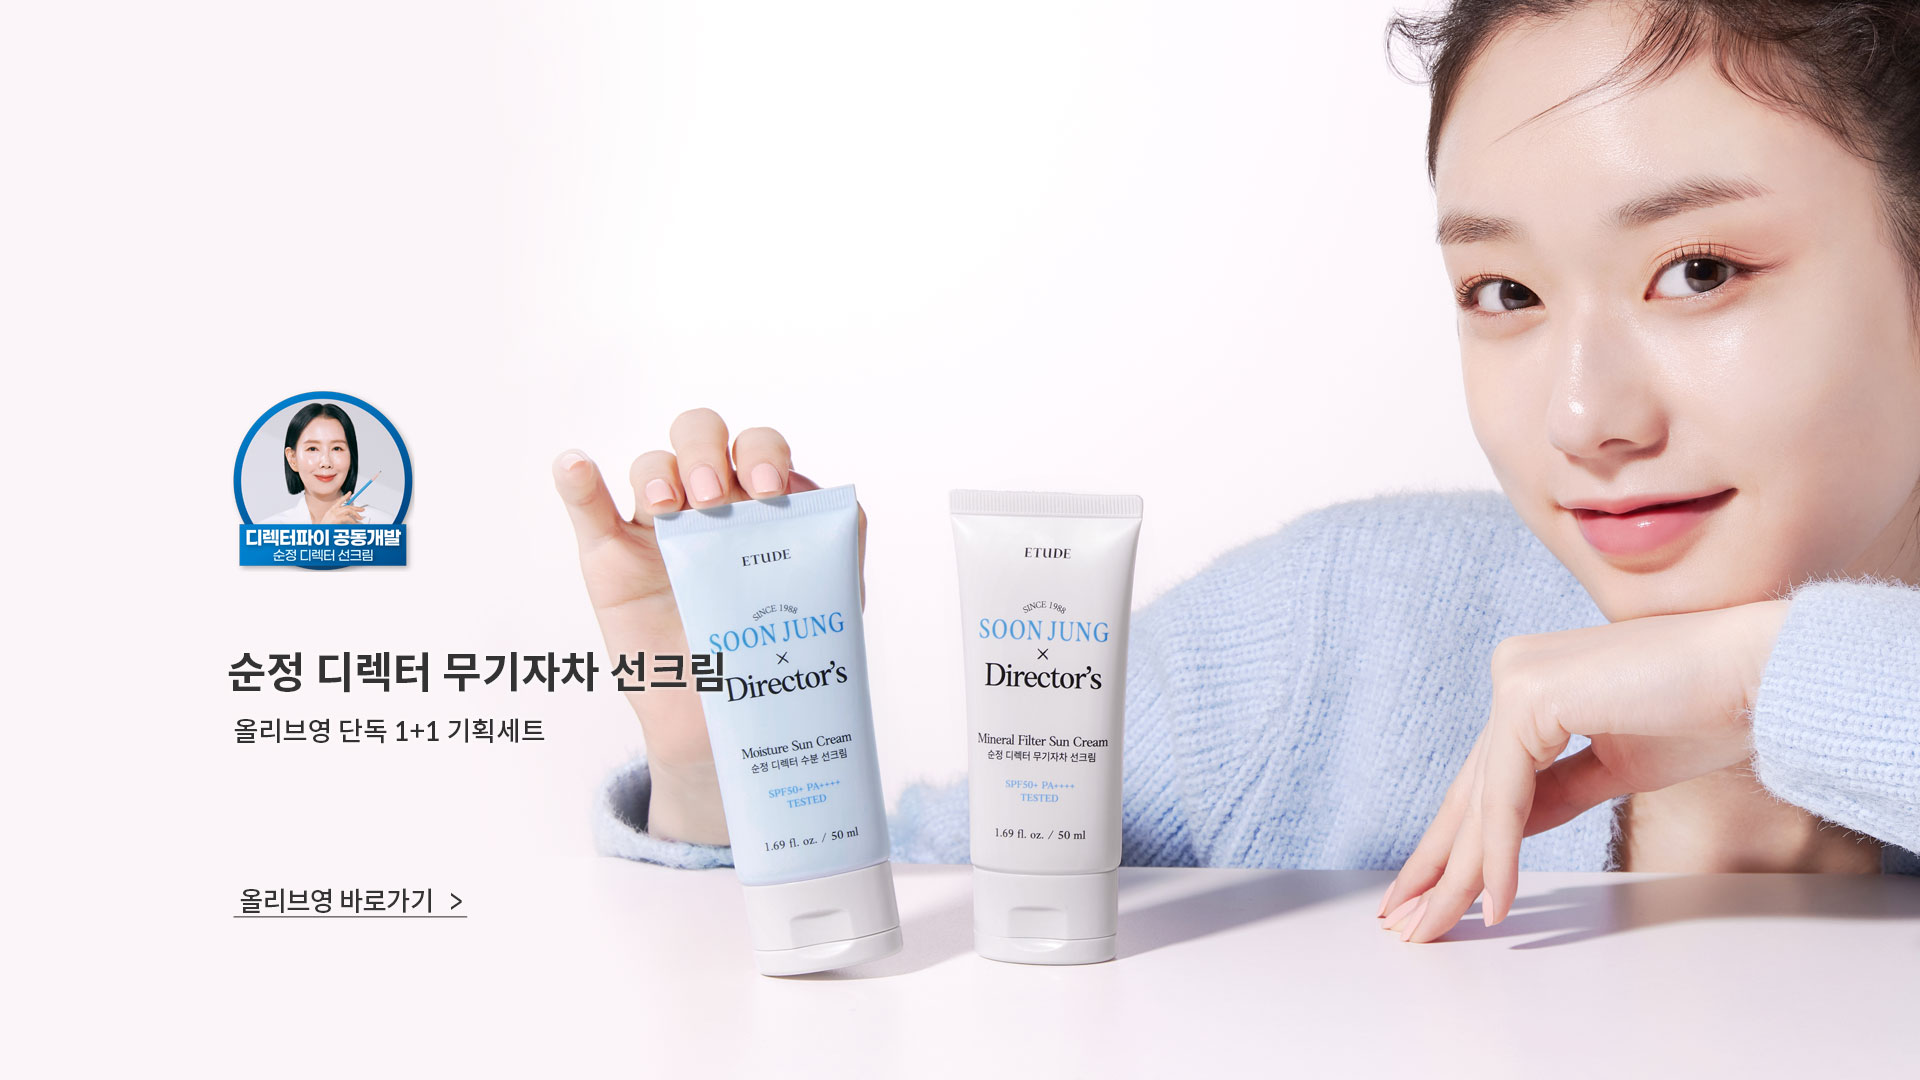 디렉터파이 공동개발
순정 디렉터 선크림
순정 디렉터 무기자차 선크림
올리브영 단독 1+1 기획세트
올리브영 바로가기 >
ETUDE
SINCE 1988
SOON JUNG
×
Director's
Moisture Sun Cream
순정 디렉터 수분 선크림
SPF50+ PA++++
TESTED
1.69 fl. oz. / 50 ml
ETUDE
SINCE 1988
SOON JUNG
×
Director's
Mineral Filter Sun Cream
순정 디렉터 무기자차 선크림
SPF50+ PA++++
TESTED
1.69 fl. oz. / 50 ml